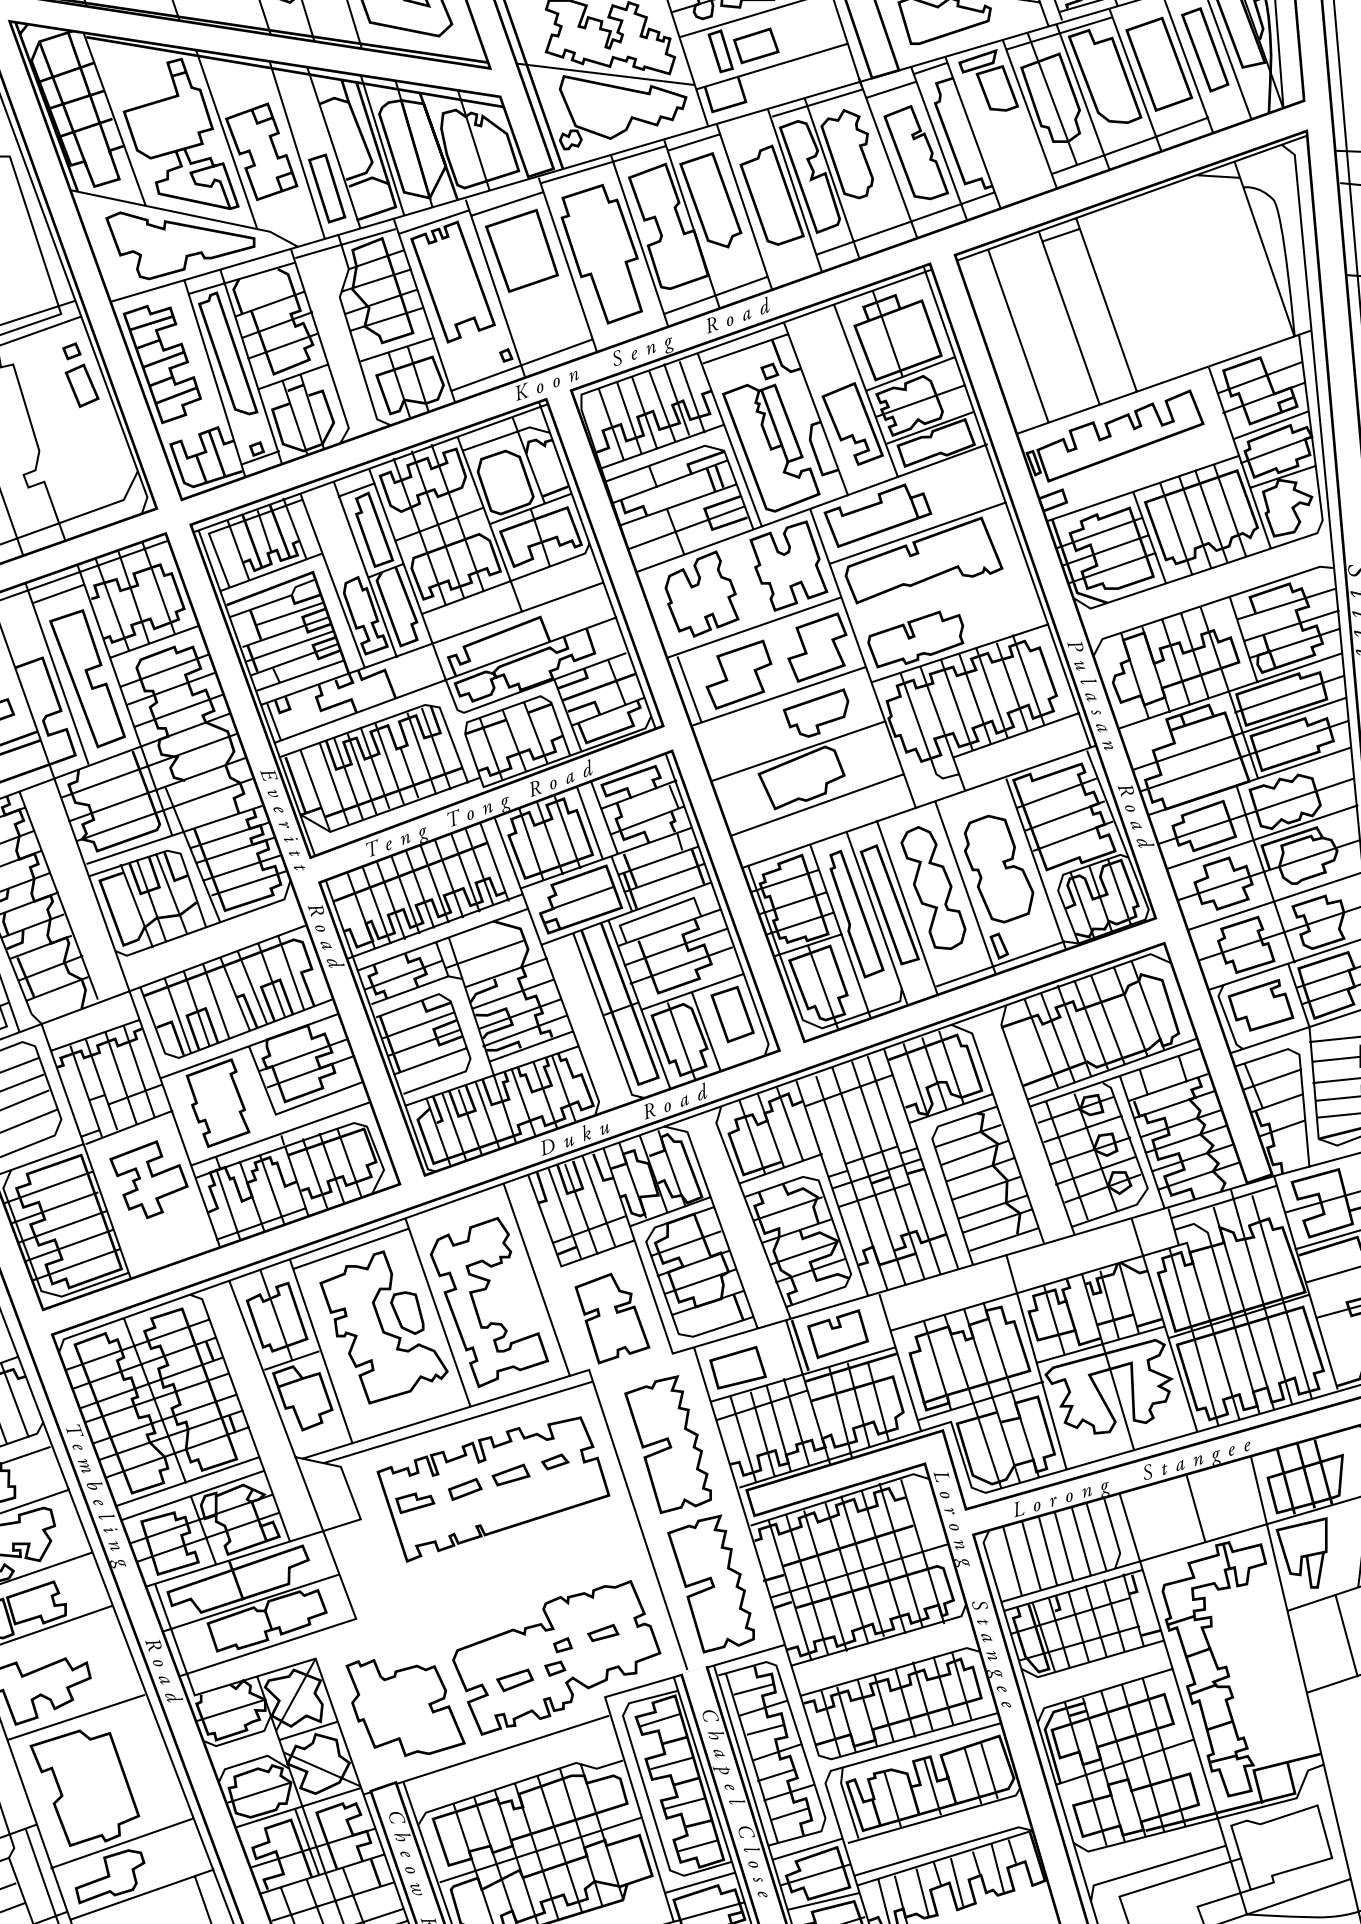 Koon Seng Road
Pulasan Road
Everitt Road
Teng Tong Road
Duku Road
Tembeling Road
Lorong Stangee
Lorong Stangee
Chapel Close
Cheow